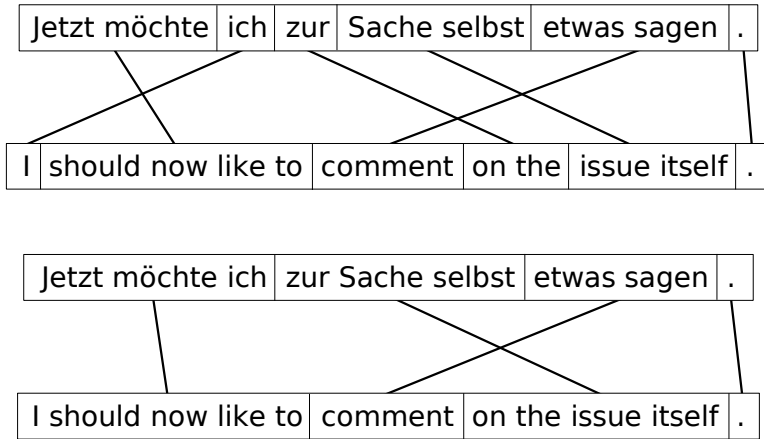 Jetzt möchte ich zur Sache selbst etwas sagen .
I should now like to comment on the issue itself .
Jetzt möchte ich zur Sache selbst etwas sagen .
I should now like to comment on the issue itself .